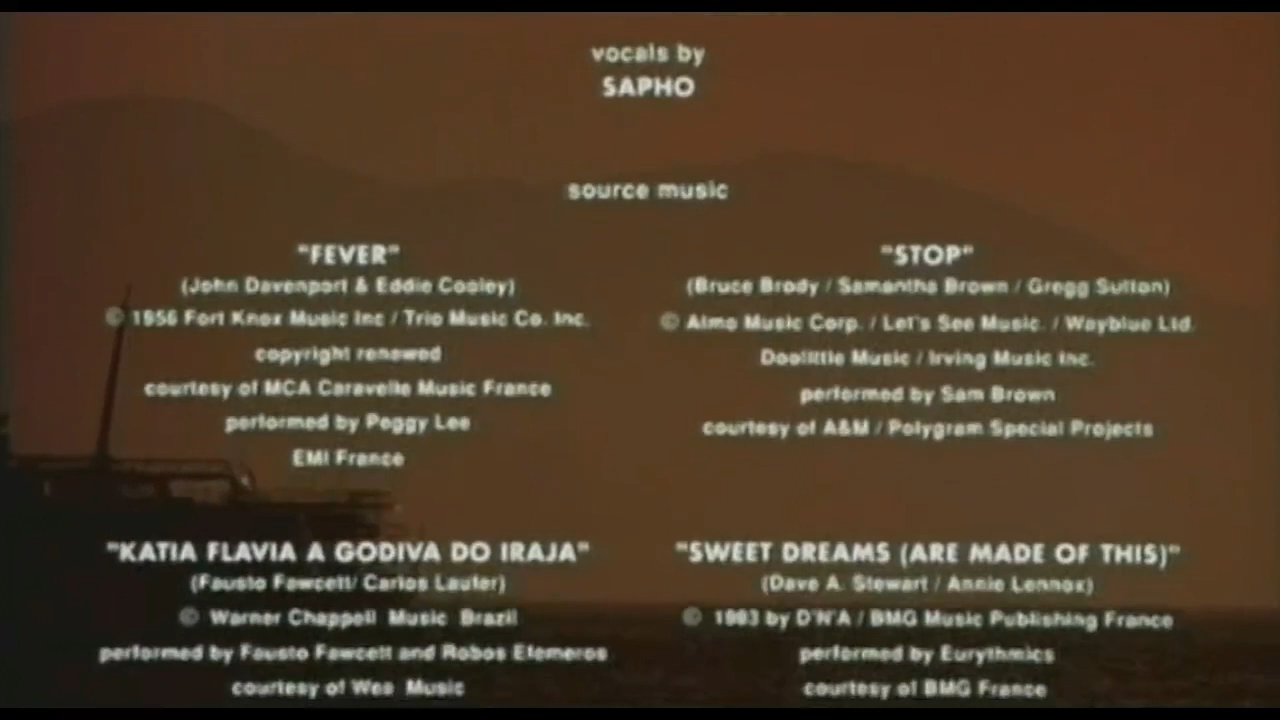 vocals by
SAPHO
source music
"FEVER"
(John Davenport & Eddie Cooley)
© 1956 Fort Knox Music Inc / Trio Music Co. Inc.
copyright renewed
courtesy of MCA Caravelle Music France
performed by Peggy Lee
EMI France
"STOP"
(Bruce Brody / Samantha Brown / Gregg Sutton)
© Almo Music Corp. / Let's See Music. / Wayblue Ltd.
Doolittle Music / Irving Music Inc.
performed by Sam Brown
courtesy of A&M / Polygram Special Projects
"KATIA FLAVIA A GODIVA DO IRAJA"
(Fausto Fawcett/ Carlos Laufer)
© Warner Chappell Music Brazil
performed by Fausto Fawcett and Robos Efemeros
courtesy of Wea Music
"SWEET DREAMS (ARE MADE OF THIS)"
(Dave A. Stewart / Annie Lennox)
© 1983 by D'N'A / BMG Music Publishing France
performed by Eurythmics
courtesy of BMG France